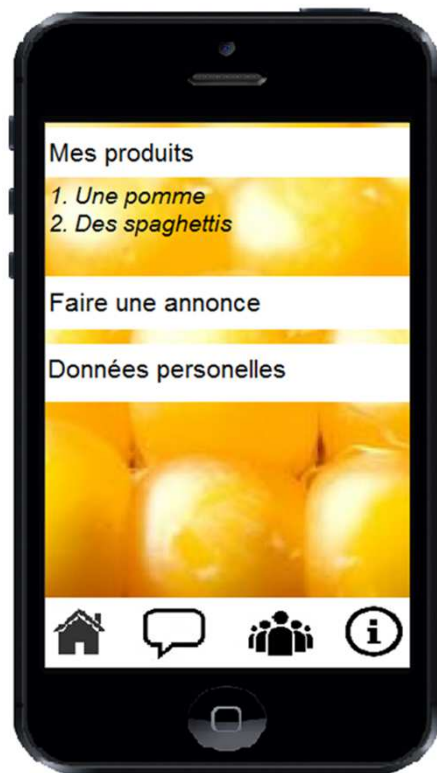 Mes produits
1. Une pomme
2. Des spaghettis
Faire une annonce
Données personelles